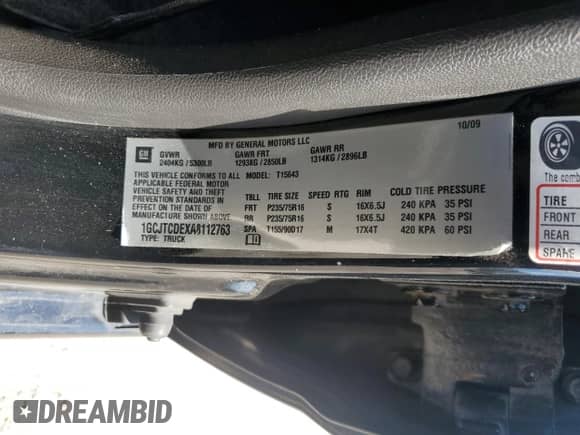 MFD BY GENERAL MOTORS LLC 10/09
GM GVWR GAWR FRT GAWR RR
2404KG / 5300LB 1293KG / 2850LB 1314KG / 2896LB
THIS VEHICLE CONFORMS TO ALL MODEL: T15643
APPLICABLE FEDERAL MOTOR
VEHICLE SAFETY AND THEFT TBLL TIRE SIZE SPEED RTG RIM COLD TIRE PRESSURE
PREVENTION STANDARDS IN FRT P235/75R16 S 16X6.5J 240 KPA 35 PSI
EFFECT ON THE DATE OF RR P235/75R16 S 16X6.5J 240 KPA 35 PSI
MANUFACTURE SHOWN ABOVE. SPA T155/90D17 M 17X4T 420 KPA 60 PSI
1GCJTCDEXA8112763
TYPE: TRUCK
The comb
TIRE
FRONT
REAR
SPARE
DREAMBID